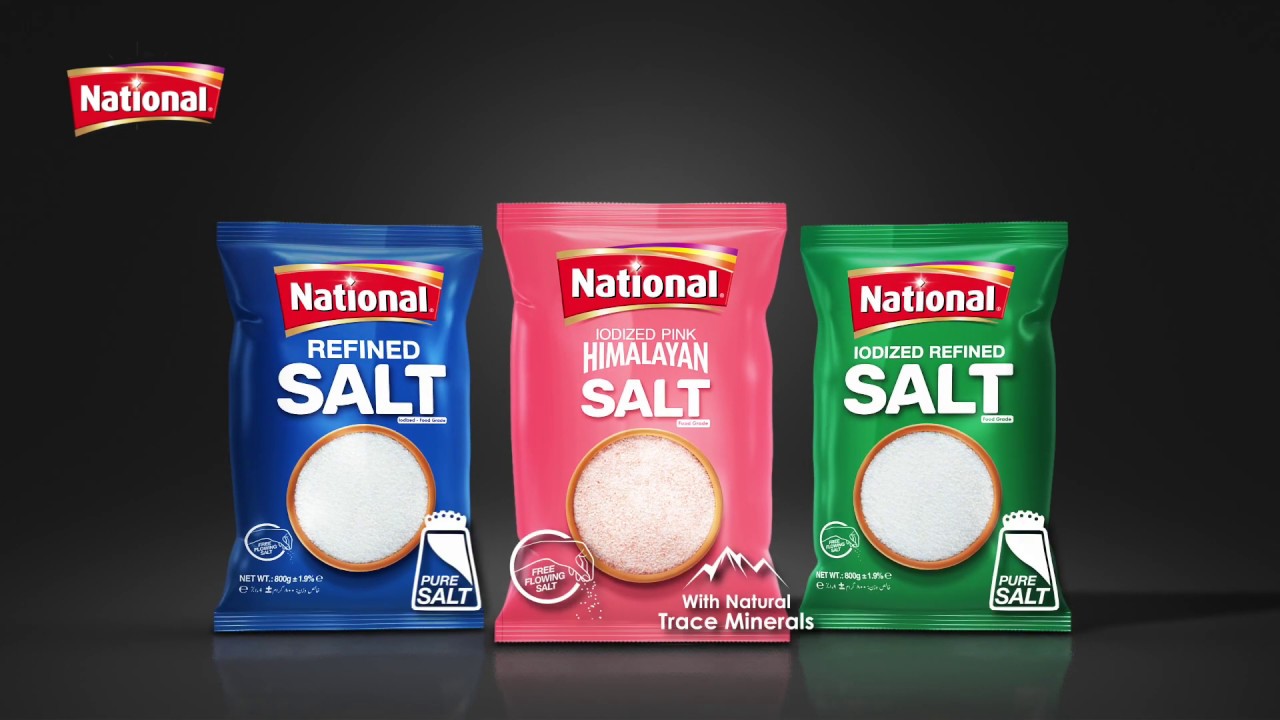 National
National
REFINED
SALT
Iodized - Food Grade
FREE
FLOWING
SALT
NET WT.: 800g ± 1.9% ℮
PURE
SALT
National
IODIZED PINK
HIMALAYAN
SALT
Food Grade
FREE
FLOWING
SALT
With Natural
Trace Minerals
National
IODIZED REFINED
SALT
Food Grade
FREE
FLOWING
SALT
NET WT.: 800g ± 1.9% ℮
PURE
SALT